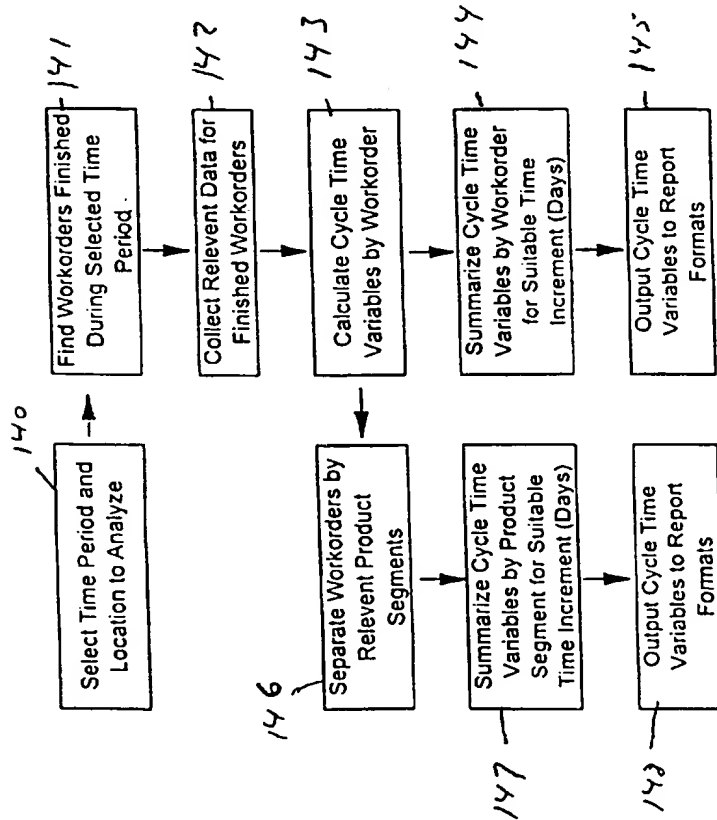 140
Select Time Period and
Location to Analyze
141
Find Workorders Finished
During Selected Time
Period.
142
Collect Relevent Data for
Finished Workorders
143
Calculate Cycle Time
Variables by Workorder
144
Summarize Cycle Time
Variables by Workorder
for Suitable Time
Increment (Days)
145
Output Cycle Time
Variables to Report
Formats
146
Separate Workorders by
Relevent Product
Segments
147
Summarize Cycle Time
Variables by Product
Segment for Suitable
Time Increment (Days)
148
Output Cycle Time
Variables to Report
Formats